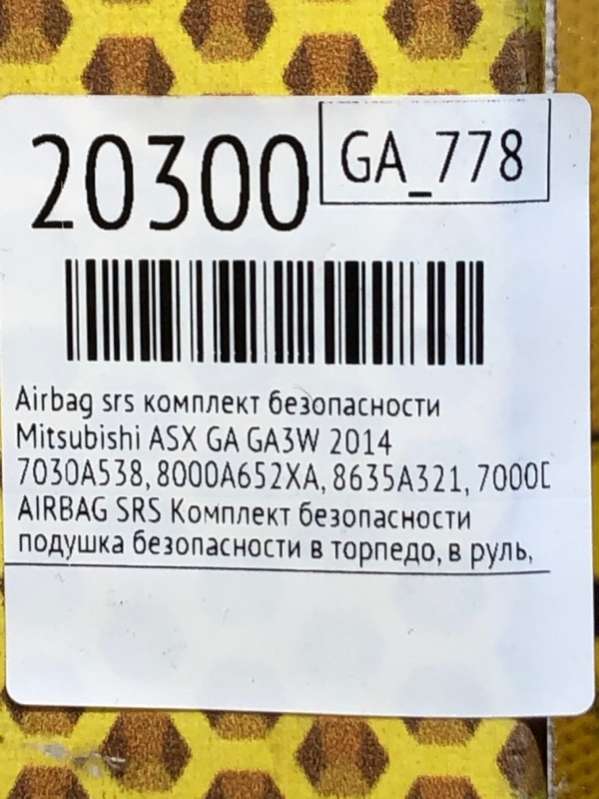 20300
GA_778
Airbag srs комплект безопасности
Mitsubishi ASX GA GA3W 2014
7030A538, 8000A652XA, 8635A321, 7000D
AIRBAG SRS Комплект безопасности
подушка безопасности в торпедо, в руль,